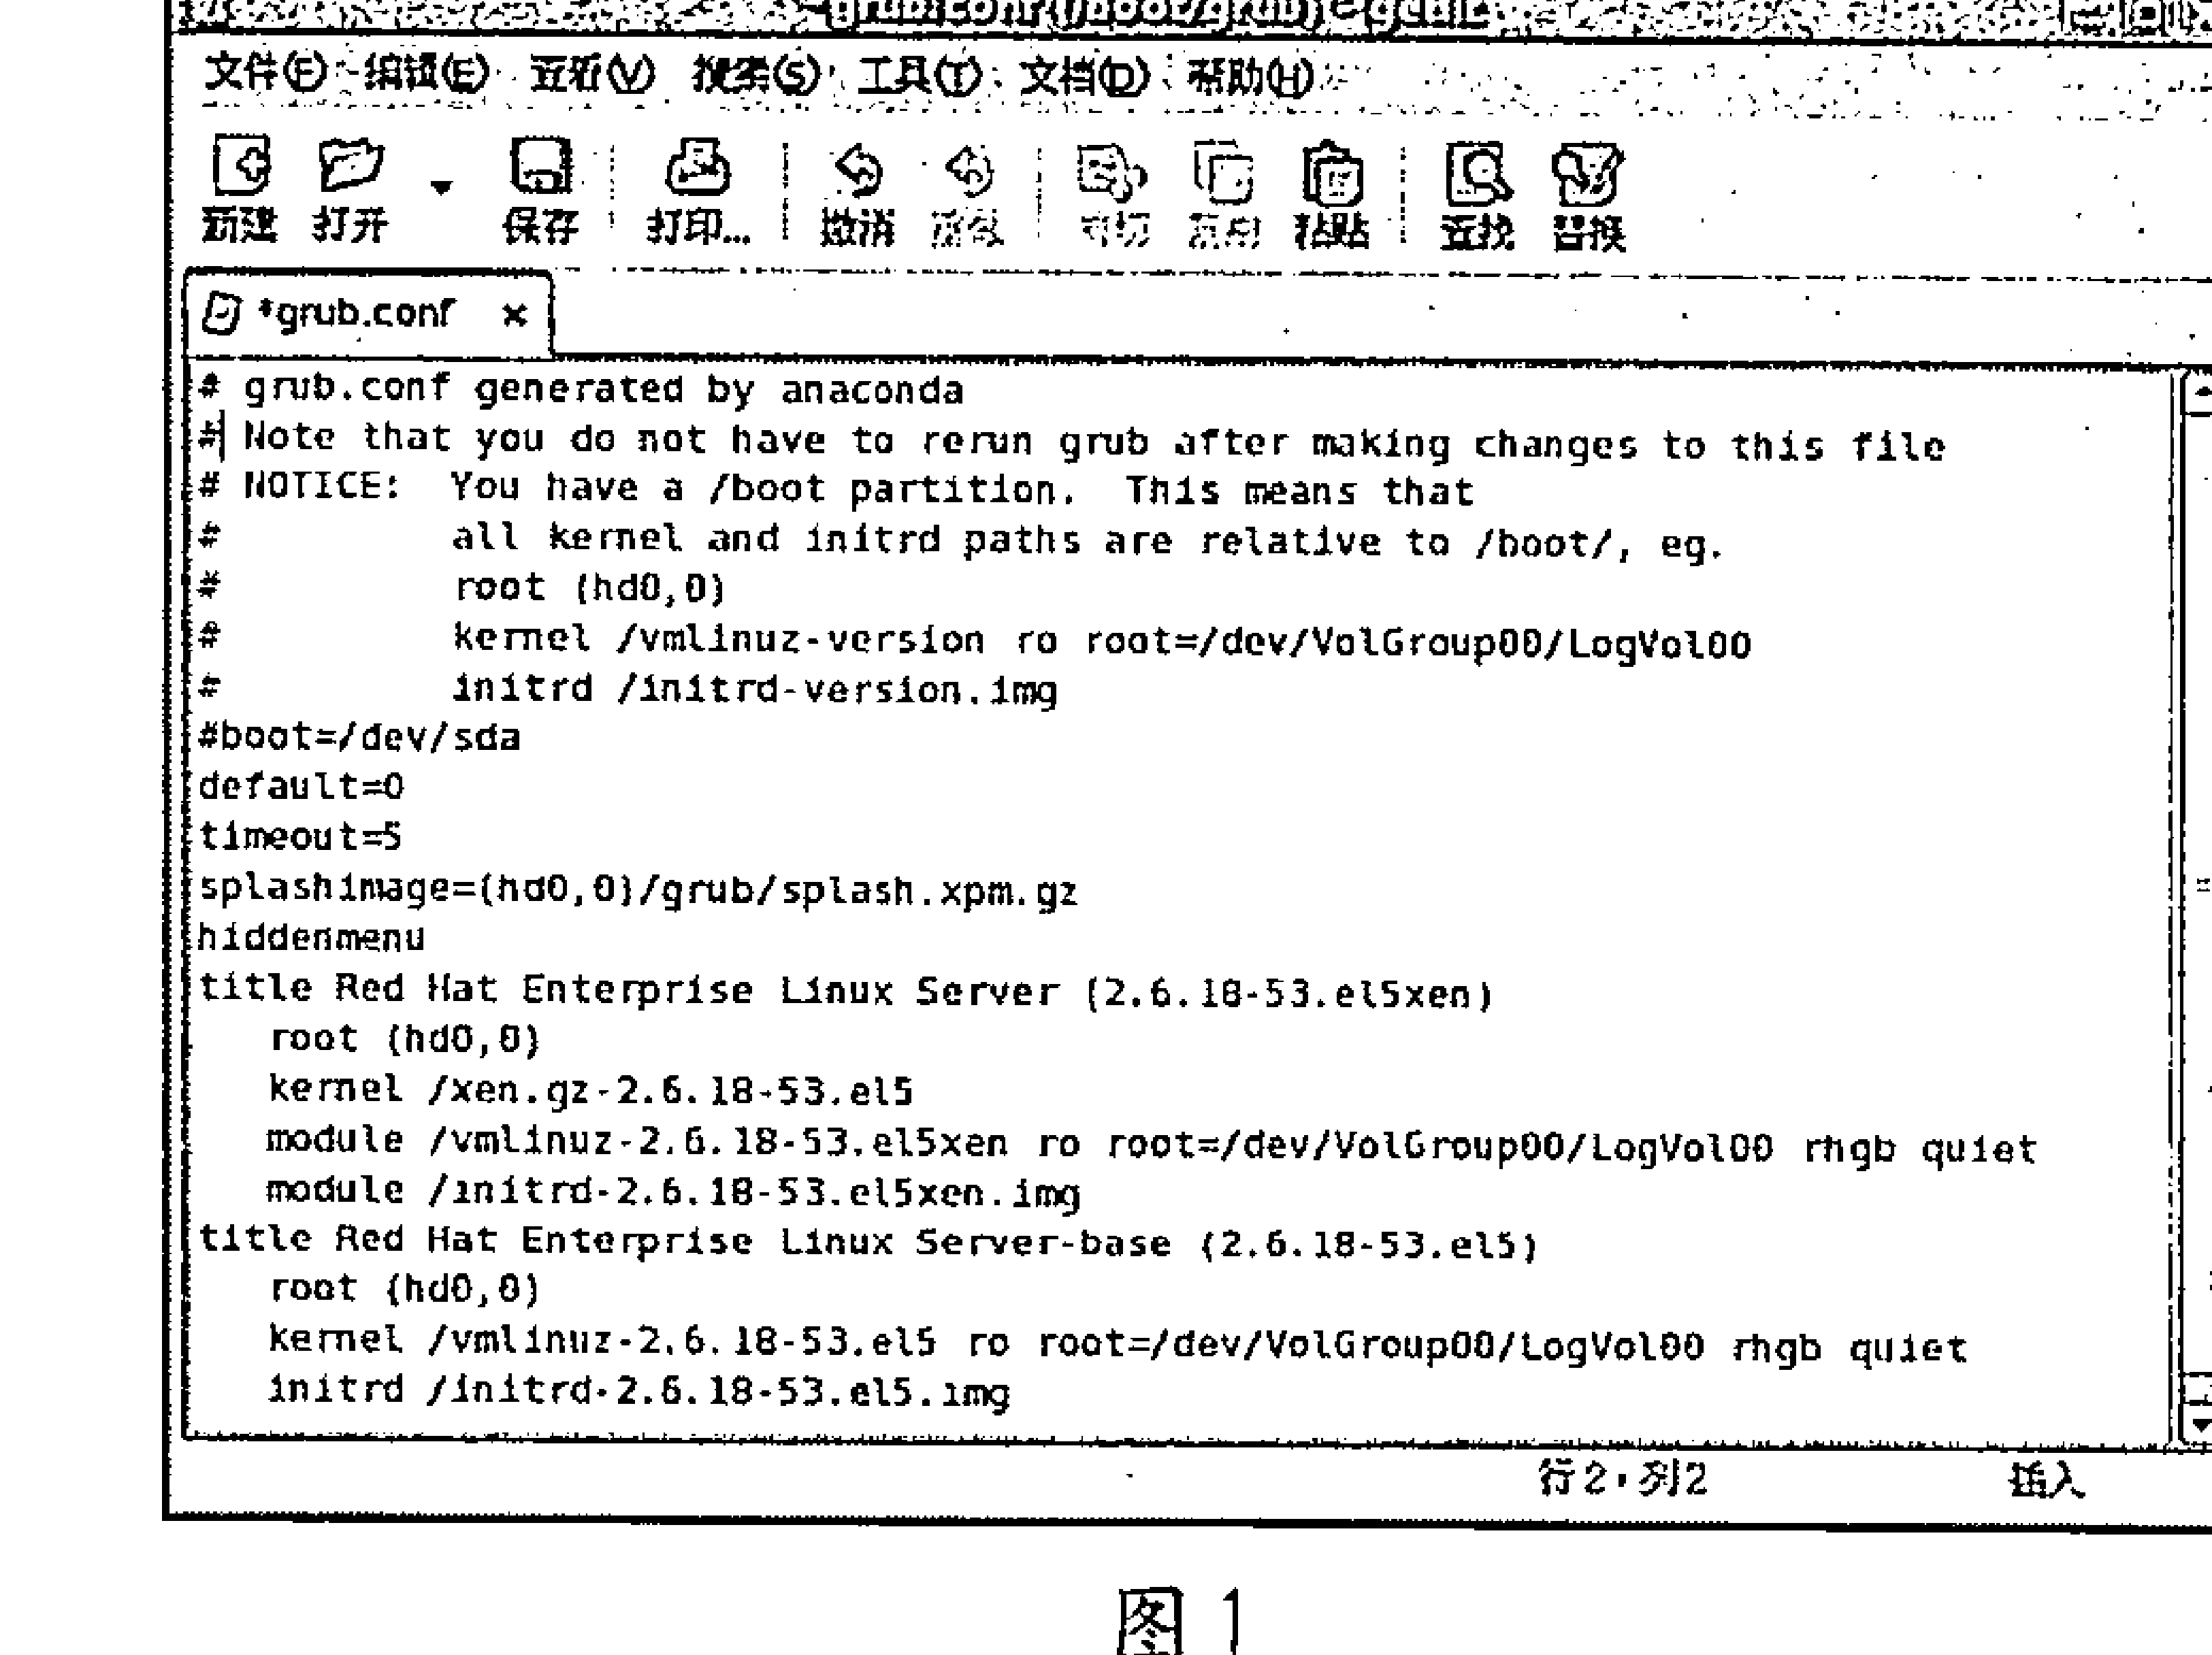 *grub.conf (/boot/grub) - gedit
文件(F) 编辑(E) 查看(V) 搜索(S) 工具(T) 文档(D) 帮助(H)
新建 打开 保存 打印... 撤消 重做 剪切 复制 粘贴 查找 替换
*grub.conf ×
# grub.conf generated by anaconda
# Note that you do not have to rerun grub after making changes to this file
# NOTICE:  You have a /boot partition.  This means that
#          all kernel and initrd paths are relative to /boot/, eg.
#          root (hd0,0)
#          kernel /vmlinuz-version ro root=/dev/VolGroup00/LogVol00
#          initrd /initrd-version.img
#boot=/dev/sda
default=0
timeout=5
splashimage=(hd0,0)/grub/splash.xpm.gz
hiddenmenu
title Red Hat Enterprise Linux Server (2.6.18-53.el5xen)
   root (hd0,0)
   kernel /xen.gz-2.6.18-53.el5
   module /vmlinuz-2.6.18-53.el5xen ro root=/dev/VolGroup00/LogVol00 rhgb quiet
   module /initrd-2.6.18-53.el5xen.img
title Red Hat Enterprise Linux Server-base (2.6.18-53.el5)
   root (hd0,0)
   kernel /vmlinuz-2.6.18-53.el5 ro root=/dev/VolGroup00/LogVol00 rhgb quiet
   initrd /initrd-2.6.18-53.el5.img
行 2, 列 2 插入
图 1